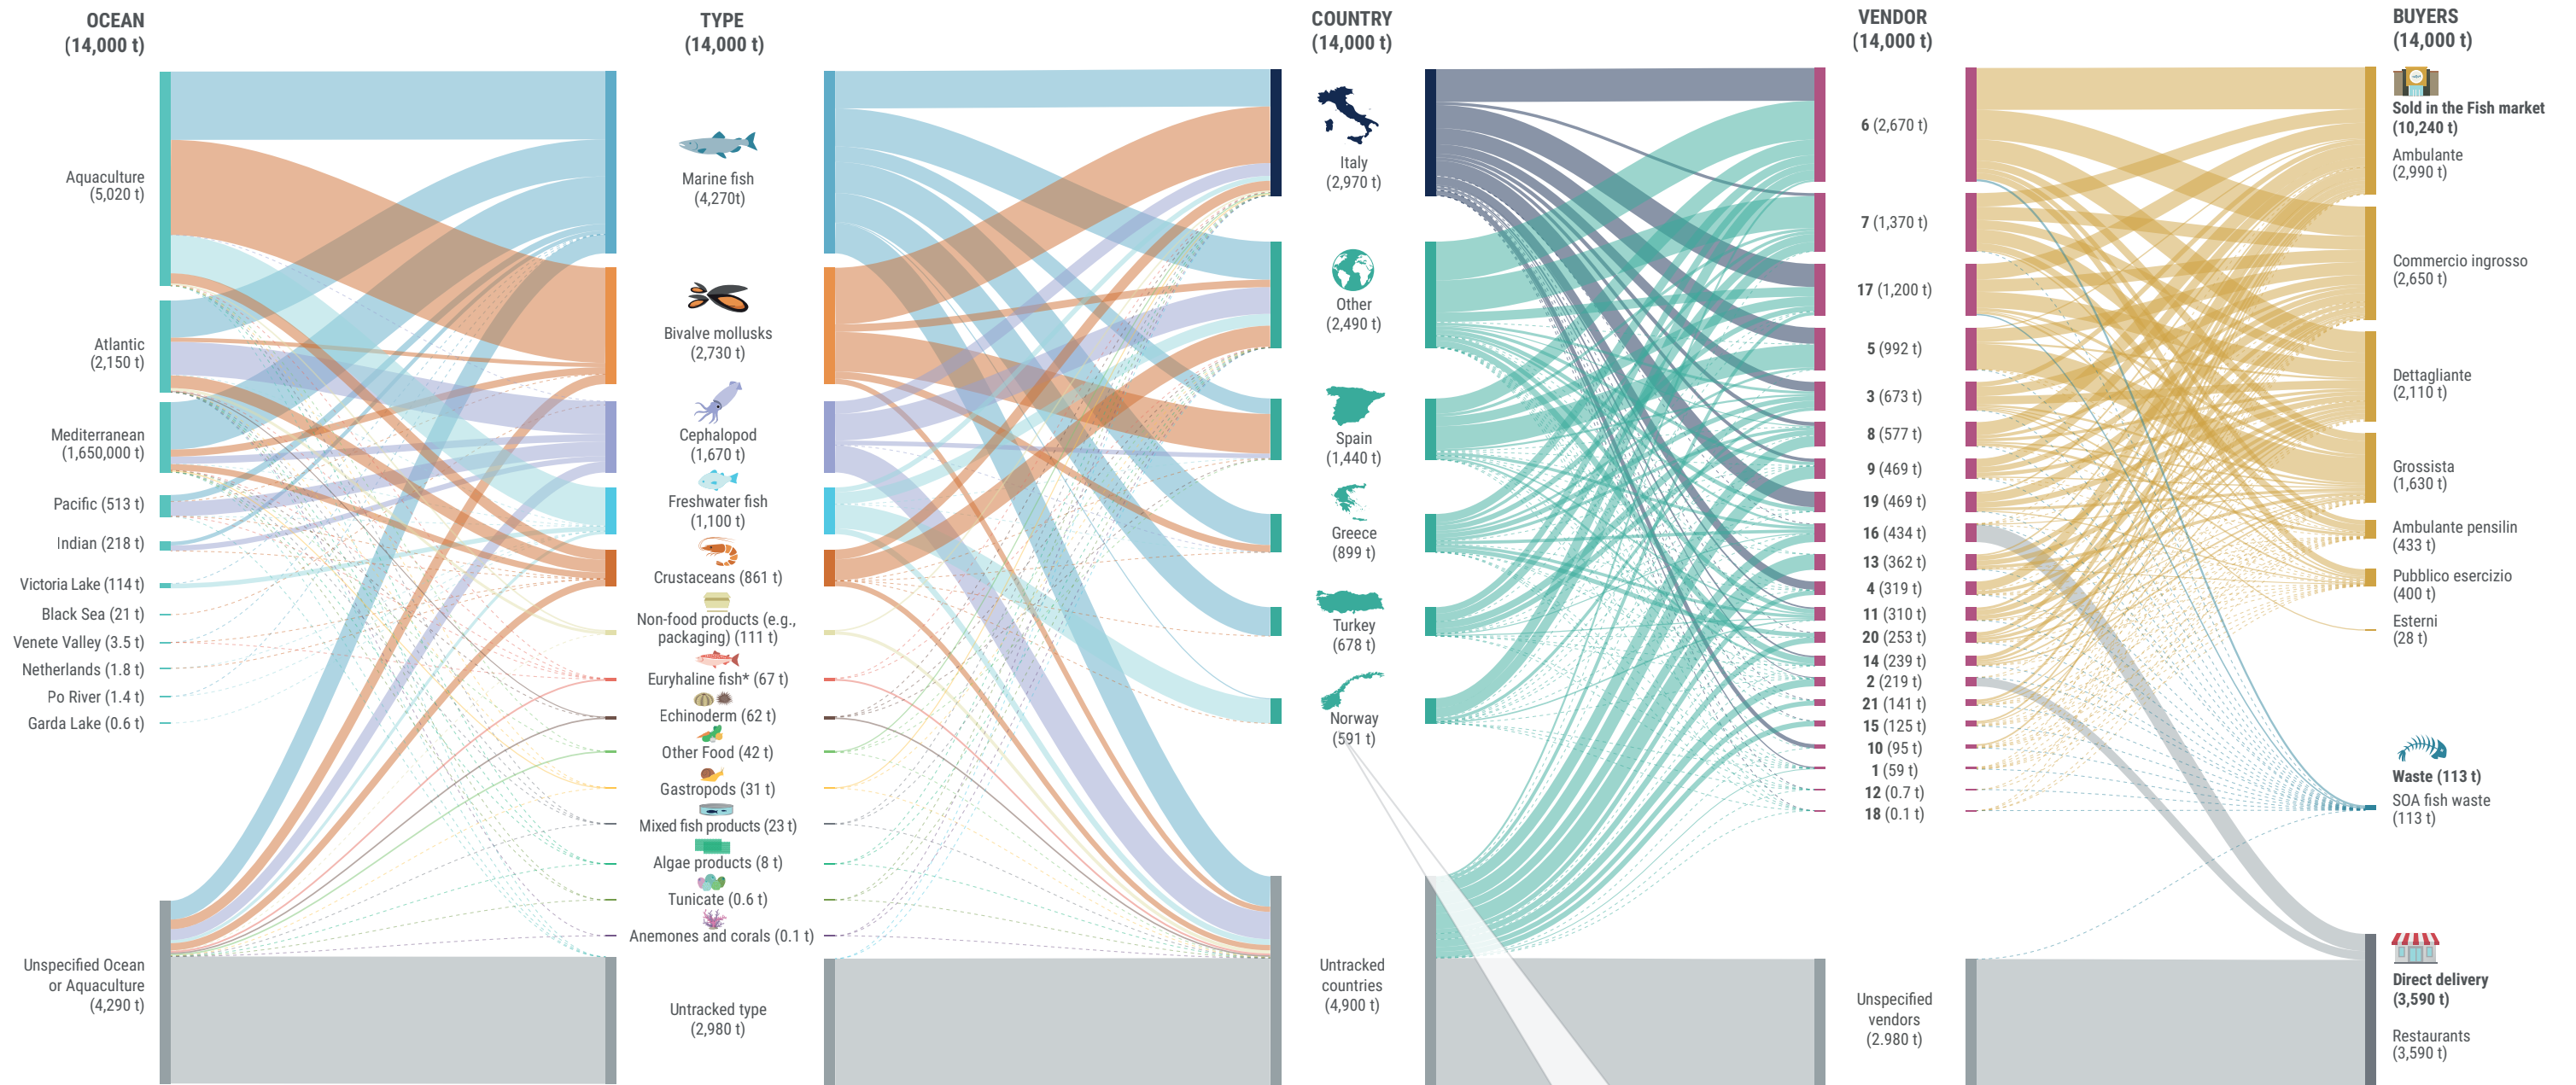 OCEAN
(14,000 t)
Aquaculture
(5,020 t)
Atlantic
(2,150 t)
Mediterranean
(1,650,000 t)
Pacific (513 t)
Indian (218 t)
Victoria Lake (114 t)
Black Sea (21 t)
Venete Valley (3.5 t)
Netherlands (1.8 t)
Po River (1.4 t)
Garda Lake (0.6 t)
Unspecified Ocean
or Aquaculture
(4,290 t)
TYPE
(14,000 t)
Marine fish
(4,270t)
Bivalve mollusks
(2,730 t)
Cephalopod
(1,670 t)
Freshwater fish
(1,100 t)
Crustaceans (861 t)
Non-food products (e.g.,
packaging) (111 t)
Euryhaline fish* (67 t)
Echinoderm (62 t)
Other Food (42 t)
Gastropods (31 t)
Mixed fish products (23 t)
Algae products (8 t)
Tunicate (0.6 t)
Anemones and corals (0.1 t)
Untracked type
(2,980 t)
COUNTRY
(14,000 t)
Italy
(2,970 t)
Other
(2,490 t)
Spain
(1,440 t)
Greece
(899 t)
Turkey
(678 t)
Norway
(591 t)
Untracked
countries
(4,900 t)
VENDOR
(14,000 t)
6 (2,670 t)
7 (1,370 t)
17 (1,200 t)
5 (992 t)
3 (673 t)
8 (577 t)
9 (469 t)
19 (469 t)
16 (434 t)
13 (362 t)
4 (319 t)
11 (310 t)
20 (253 t)
14 (239 t)
2 (219 t)
21 (141 t)
15 (125 t)
10 (95 t)
1 (59 t)
12 (0.7 t)
18 (0.1 t)
Unspecified
vendors
(2.980 t)
BUYERS
(14,000 t)
Sold in the Fish market
(10,240 t)
Ambulante
(2,990 t)
Commercio ingrosso
(2,650 t)
Dettagliante
(2,110 t)
Grossista
(1,630 t)
Ambulante pensilin
(433 t)
Pubblico esercizio
(400 t)
Esterni
(28 t)
Waste (113 t)
SOA fish waste
(113 t)
Direct delivery
(3,590 t)
Restaurants
(3,590 t)